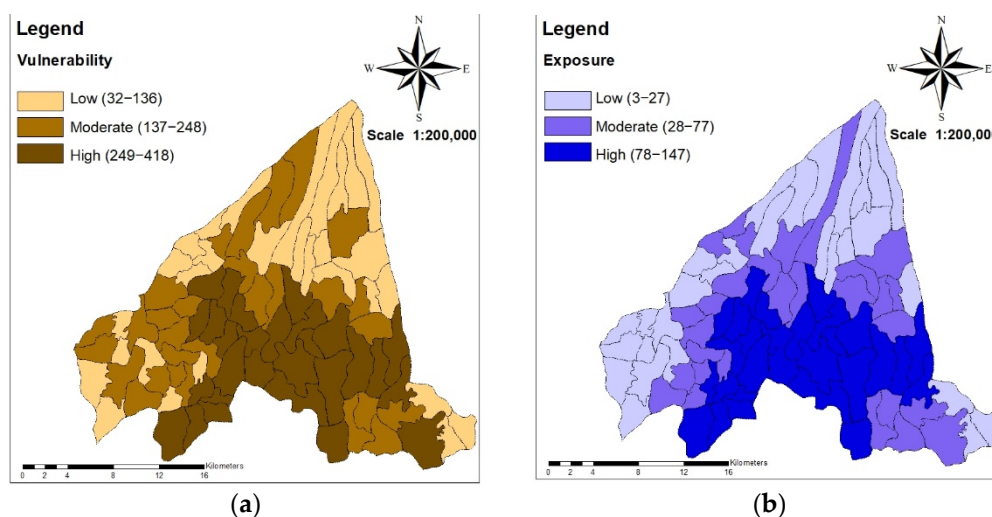 Legend
Vulnerability
Low (32–136)
Moderate (137–248)
High (249–418)
N
W E
S
Scale 1:200,000
Kilometers
0 2 4 8 12 16
(a)
Legend
Exposure
Low (3–27)
Moderate (28–77)
High (78–147)
N
W E
S
Scale 1:200,000
Kilometers
0 2 4 8 12 16
(b)